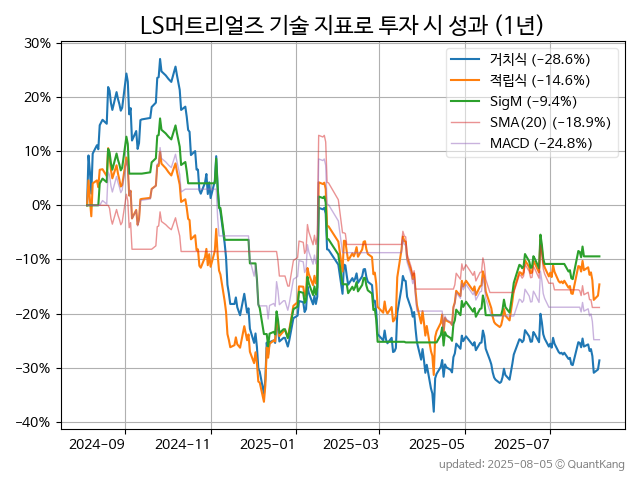 LS머트리얼즈 기술 지표로 투자 시 성과 (1년)
30%
20%
10%
0%
−10%
−20%
−30%
−40%
거치식 (−28.6%)
적립식 (−14.6%)
SigM (−9.4%)
SMA(20) (−18.9%)
MACD (−24.8%)
2024−09 2024−11 2025−01 2025−03 2025−05 2025−07
updated: 2025-08-05 © QuantKang